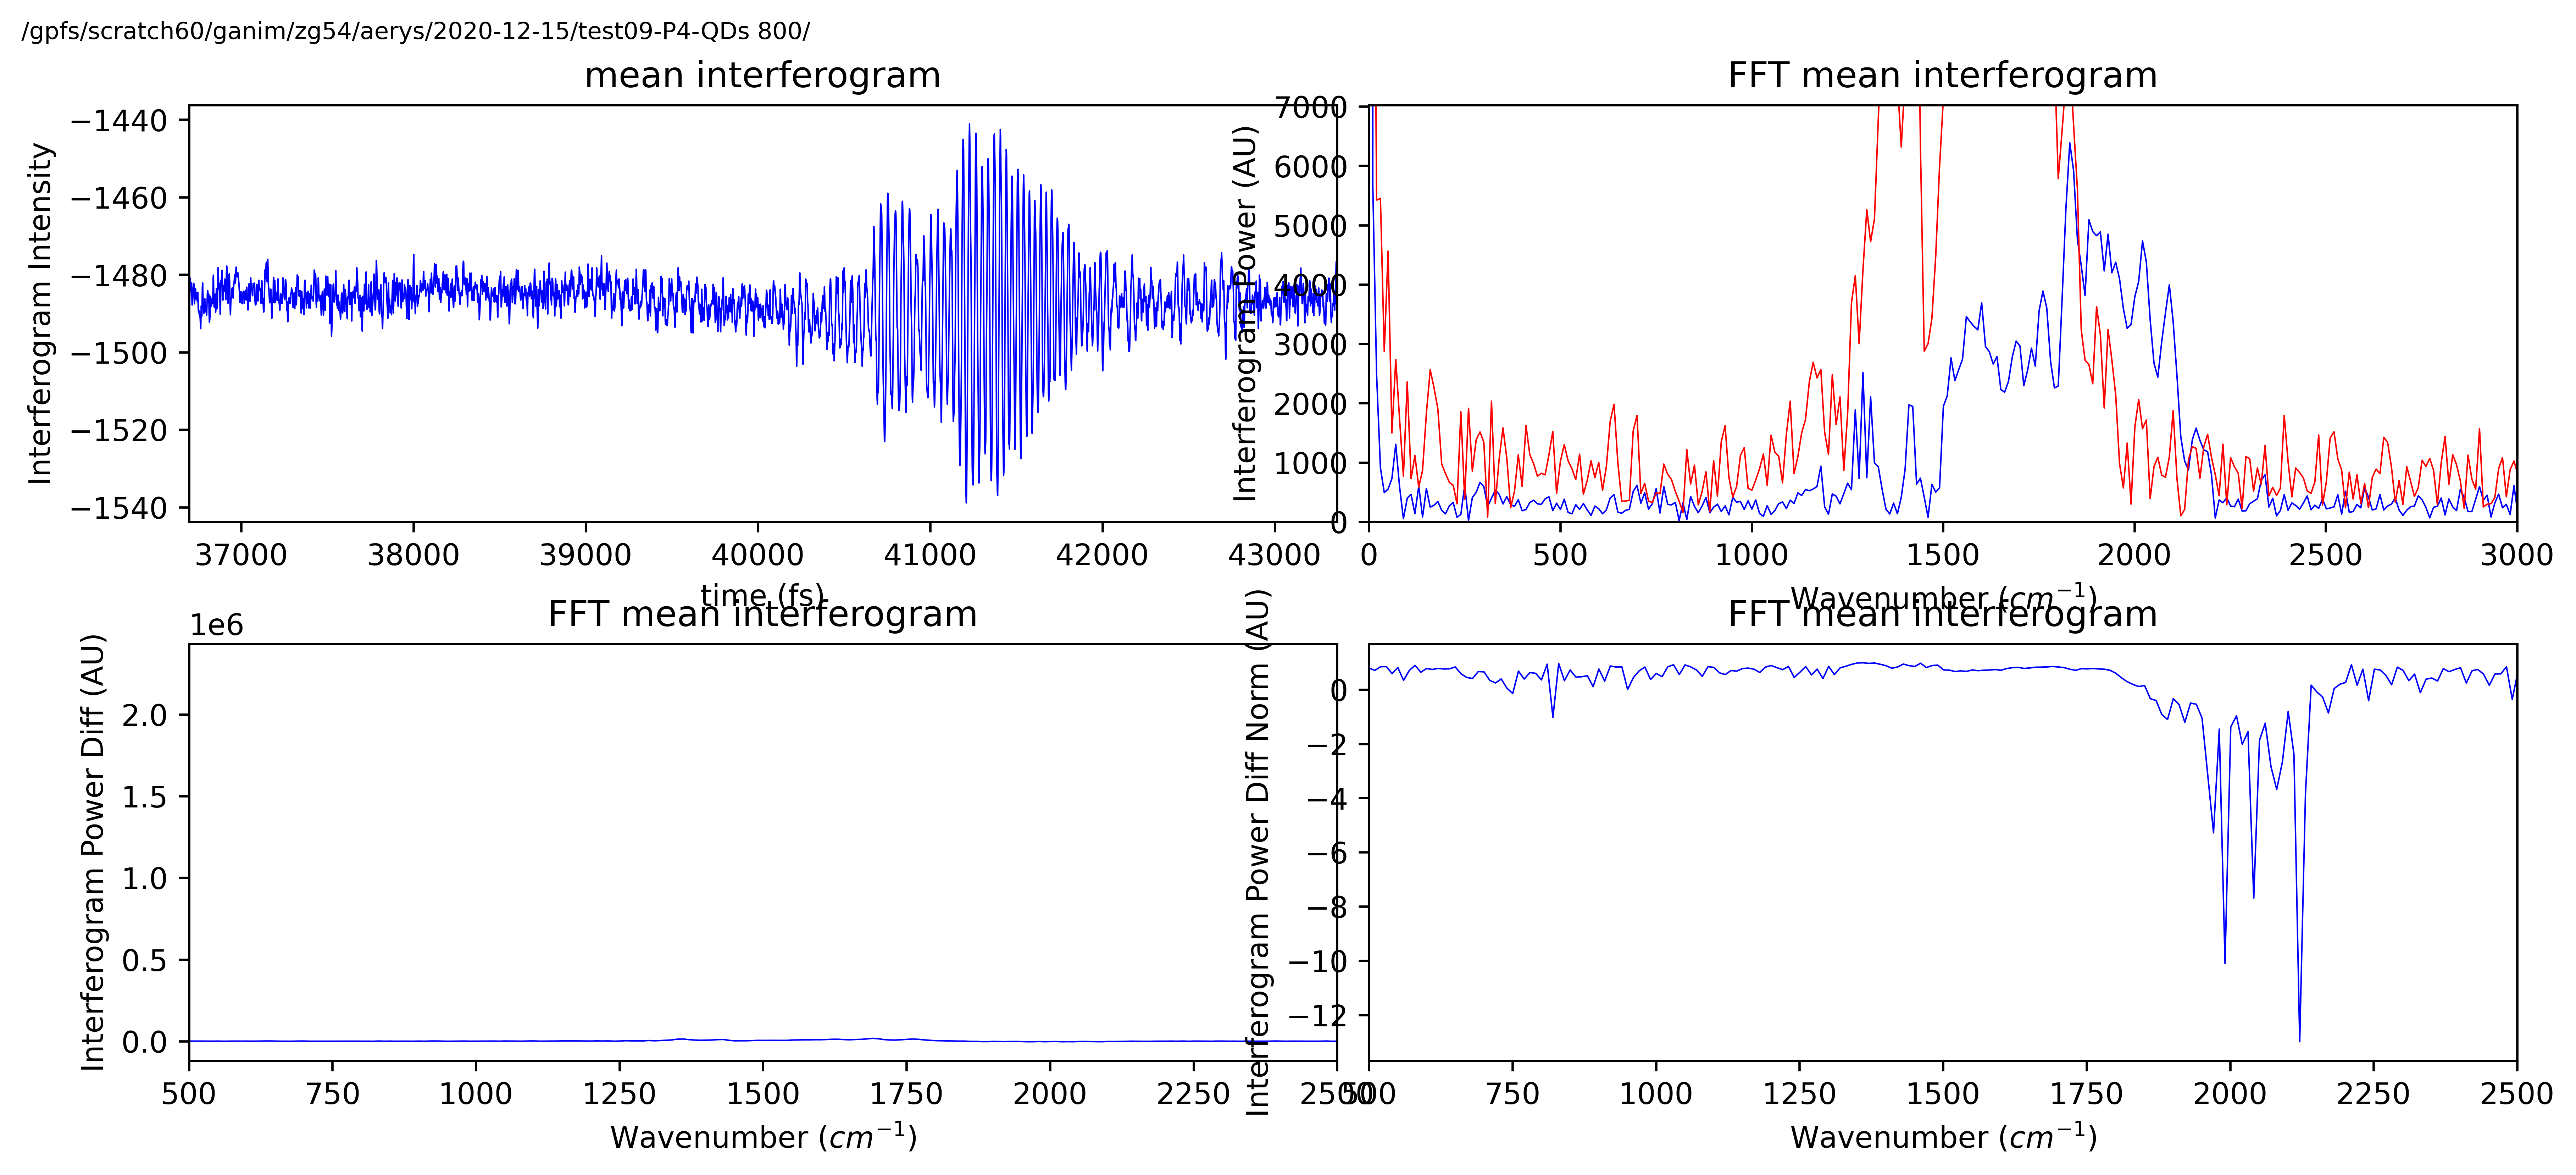 /gpfs/scratch60/ganim/zg54/aerys/2020-12-15/test09-P4-QDs 800/
mean interferogram
Interferogram Intensity
−1440
−1460
−1480
−1500
−1520
−1540
37000 38000 39000 40000 41000 42000 43000
time (fs)
FFT mean interferogram
Interferogram Power (AU)
7000
6000
5000
4000
3000
2000
1000
0
0 500 1000 1500 2000 2500 3000
Wavenumber (cm⁻¹)
FFT mean interferogram
1e6
Interferogram Power Diff (AU)
2.0
1.5
1.0
0.5
0.0
500 750 1000 1250 1500 1750 2000 2250 2500
Wavenumber (cm⁻¹)
FFT mean interferogram
Interferogram Power Diff Norm (AU)
0
−2
−4
−6
−8
−10
−12
500 750 1000 1250 1500 1750 2000 2250 2500
Wavenumber (cm⁻¹)